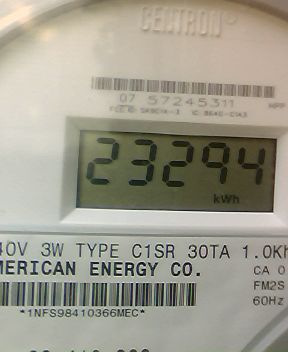 CENTRON®
07 57245311
23294
kWh
40V 3W TYPE C1SR 30TA 1.0Kh
MERICAN ENERGY CO.
CA 0
FM2S
60Hz
*1NFS98410366MEC*